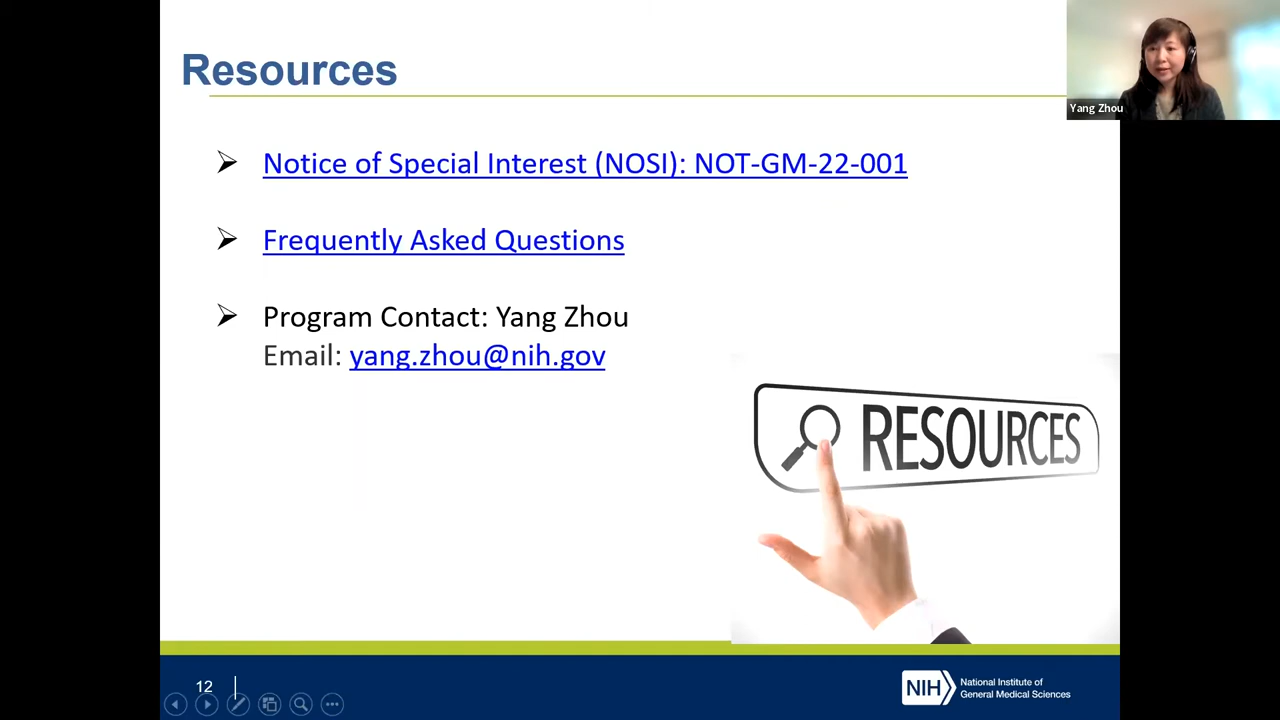 Resources
Yang Zhou
Notice of Special Interest (NOSI): NOT-GM-22-001
Frequently Asked Questions
Program Contact: Yang Zhou
Email: yang.zhou@nih.gov
RESOURCES
12
NIH
National Institute of
General Medical Sciences